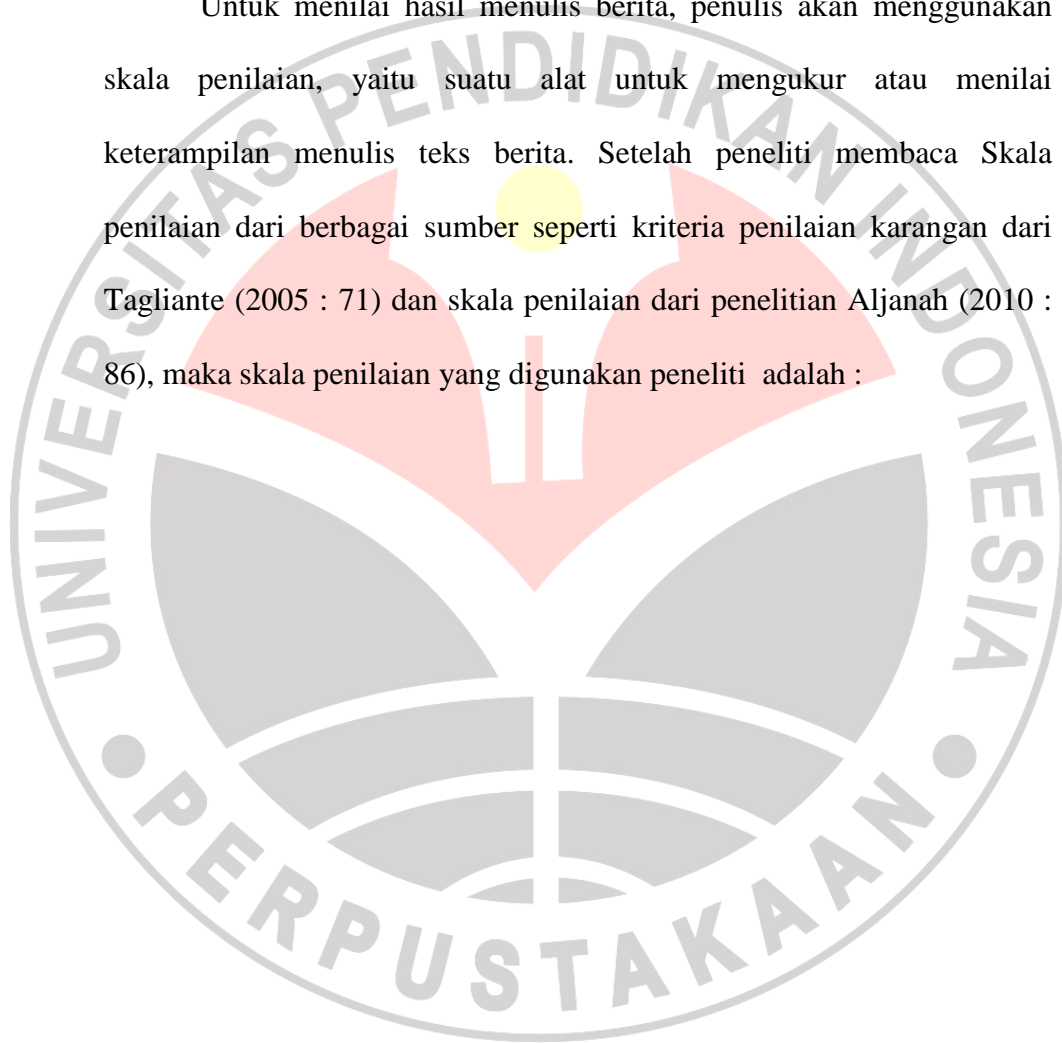 Untuk menilai hasil menulis berita, penulis akan menggunakan
skala penilaian, yaitu suatu alat untuk mengukur atau menilai
keterampilan menulis teks berita. Setelah peneliti membaca Skala
penilaian dari berbagai sumber seperti kriteria penilaian karangan dari
Tagliante (2005 : 71) dan skala penilaian dari penelitian Aljanah (2010 :
86), maka skala penilaian yang digunakan peneliti adalah :
UNIVERSITAS PENDIDIKAN INDONESIA
PERPUSTAKAAN